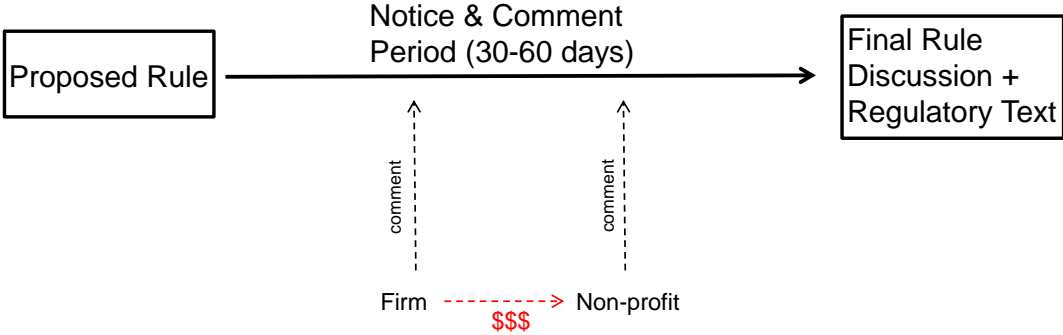 Notice & Comment
Period (30-60 days)
Proposed Rule
Final Rule
Discussion +
Regulatory Text
comment
comment
Firm
Non-profit
$$$